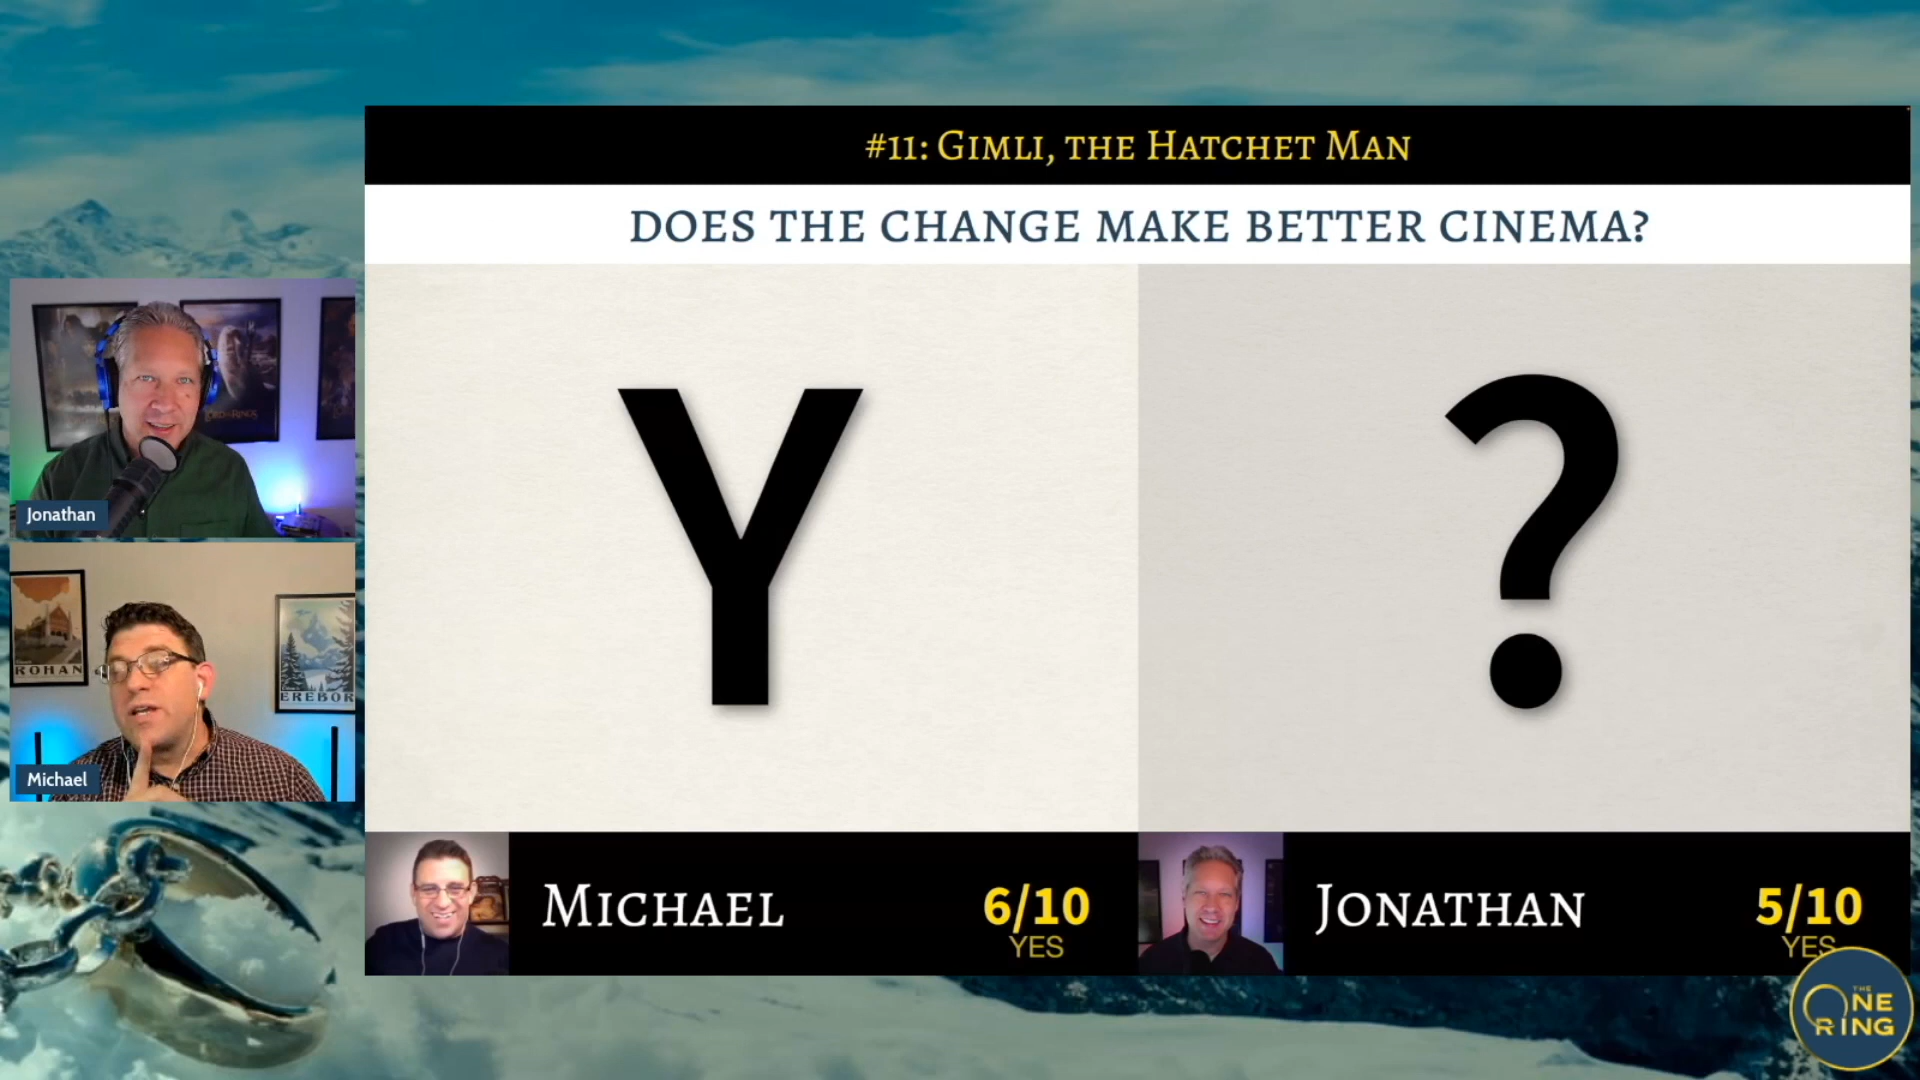 #11: Gimli, the Hatchet Man
DOES THE CHANGE MAKE BETTER CINEMA?
Y
?
Jonathan
ROHAN
EREBOR
Michael
Michael
6/10
YES
Jonathan
5/10
YES
THE
ONE
RING